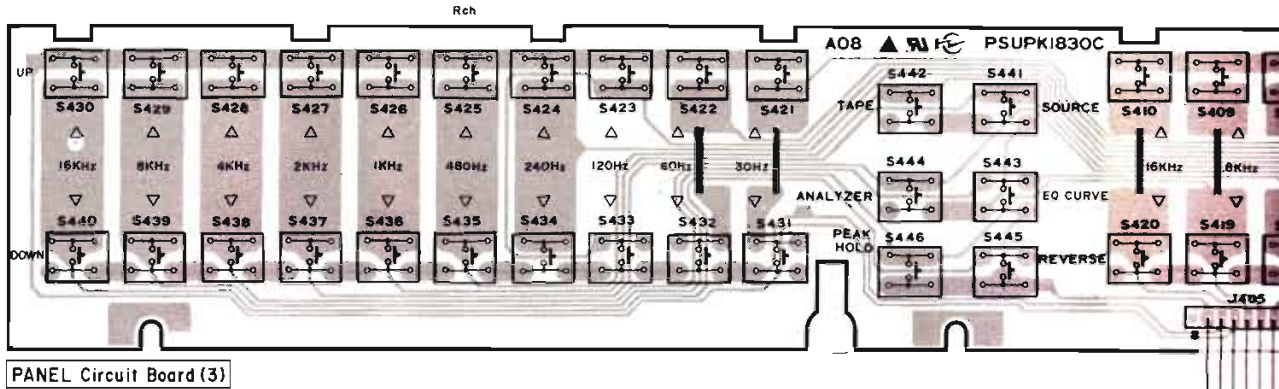 Rch
UP
S430 S429 S428 S427 S426 S425 S424 S423 S422 S421
16KHz 8KHz 4KHz 2KHz 1KHz 480Hz 240Hz 120Hz 60Hz 30Hz
S440 S439 S438 S437 S436 S435 S434 S433 S432 S431
DOWN
A08 PSUPK1830C
S442 S441
TAPE SOURCE
S444 S443
ANALYZER EQ CURVE
PEAK HOLD S446 S445 REVERSE
S410 S409
16KHz 8KHz
S420 S419
J405
8
PANEL Circuit Board (3)